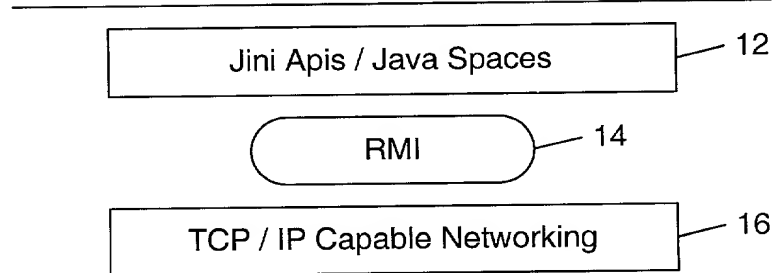 Jini Apis / Java Spaces
12
RMI
14
TCP / IP Capable Networking
16